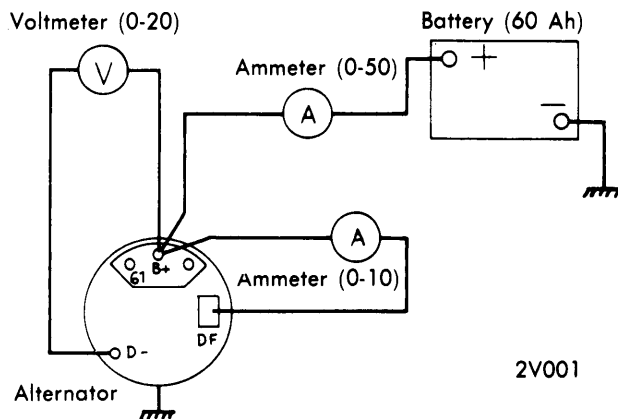 Voltmeter (0-20)
Battery (60 Ah)
V
Ammeter (0-50)
+
A
−
A
61 B+
Ammeter (0-10)
DF
D-
Alternator
2V001